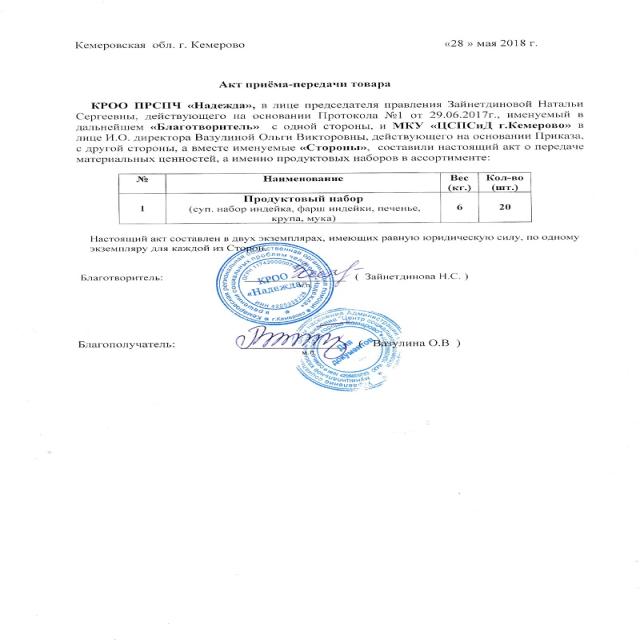 Кемеровская обл. г. Кемерово «28 » мая 2018 г.
Акт приёма-передачи товара
КРОО ПРСПЧ «Надежда», в лице председателя правления Зайнетдиновой Натальи
Сергеевны, действующего на основании Протокола №1 от 29.06.2017г., именуемый в
дальнейшем «Благотворитель» с одной стороны, и МКУ «ЦСПСиД г.Кемерово» в
лице И.О. директора Вазулиной Ольги Викторовны, действующего на основании Приказа,
с другой стороны, а вместе именуемые «Стороны», составили настоящий акт о передаче
материальных ценностей, а именно продуктовых наборов в ассортименте:
№ Наименование Вес (кг.) Кол-во (шт.)
1 Продуктовый набор 6 20
(суп. набор индейка, фарш индейки, печенье,
крупа, мука)
Настоящий акт составлен в двух экземплярах, имеющих равную юридическую силу, по одному
экземпляру для каждой из Сторон.
Благотворитель: ( Зайнетдинова Н.С. )
КРОО
«Надежда»
Благополучатель: ( Вазулина О.В )
Для
документов